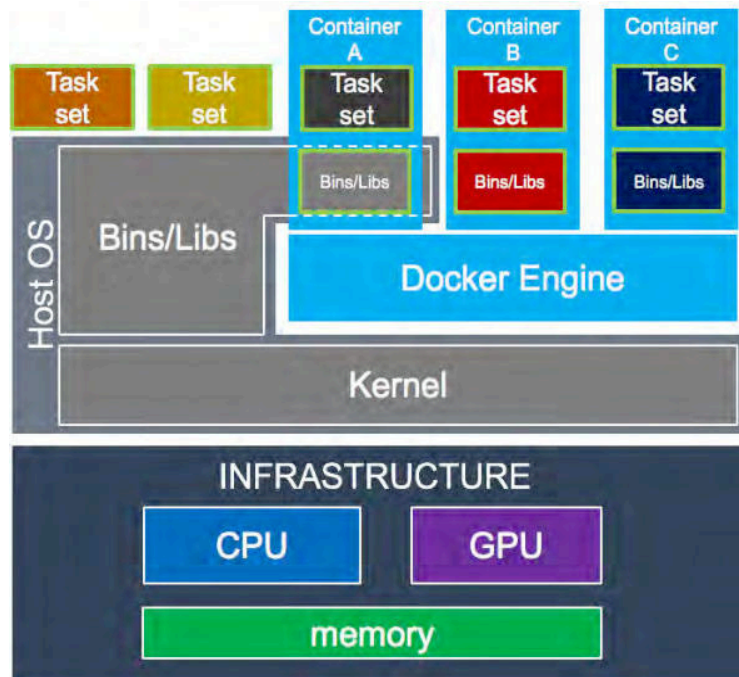 Container
A
Container
B
Container
C
Task
set
Task
set
Task
set
Task
set
Task
set
Bins/Libs
Bins/Libs
Bins/Libs
Bins/Libs
Host OS
Docker Engine
Kernel
INFRASTRUCTURE
CPU
GPU
memory